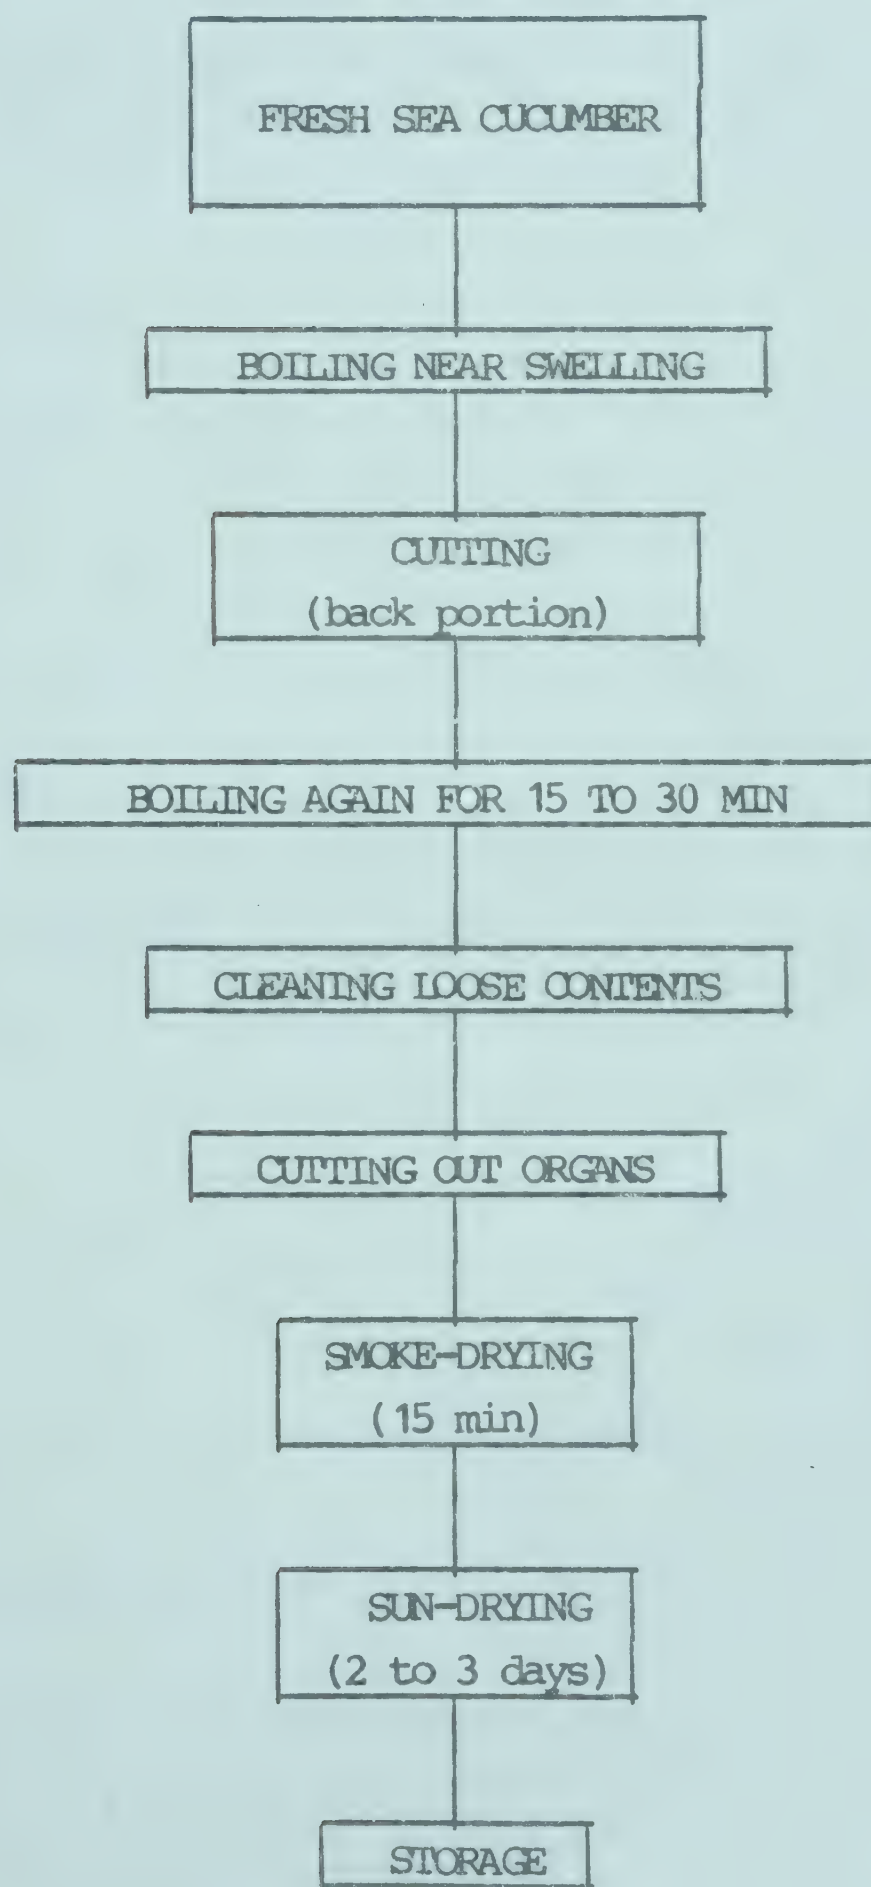 FRESH SEA CUCUMBER
BOILING NEAR SWELLING
CUTTING
(back portion)
BOILING AGAIN FOR 15 TO 30 MIN
CLEANING LOOSE CONTENTS
CUTTING OUT ORGANS
SMOKE-DRYING
(15 min)
SUN-DRYING
(2 to 3 days)
STORAGE